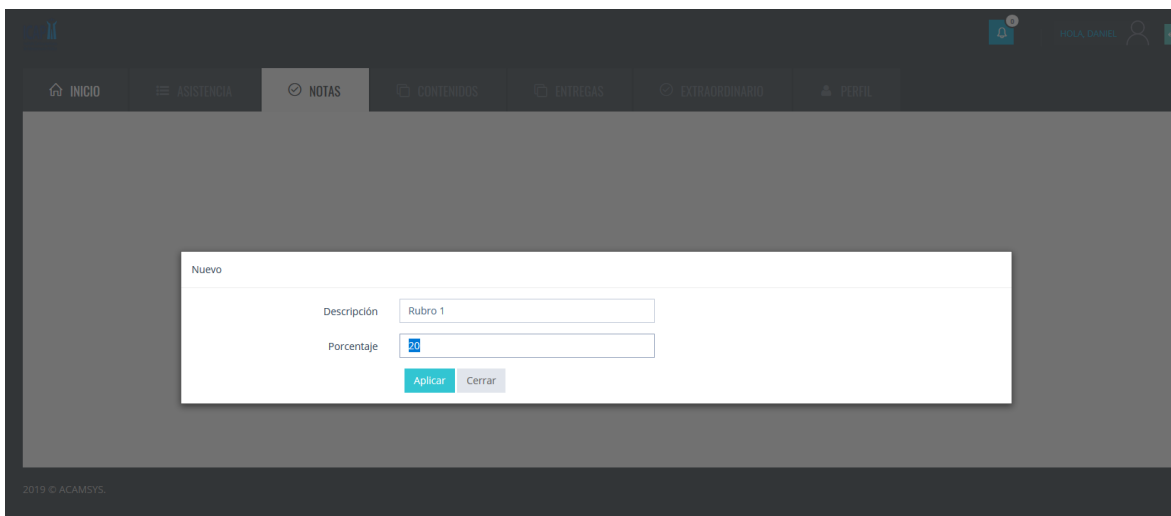 0
HOLA, DANIEL
INICIO
ASISTENCIA
NOTAS
CONTENIDOS
ENTREGAS
EXTRAORDINARIO
PERFIL
Nuevo
Descripción
Rubro 1
Porcentaje
20
Aplicar
Cerrar
2019 © ACAMSYS.